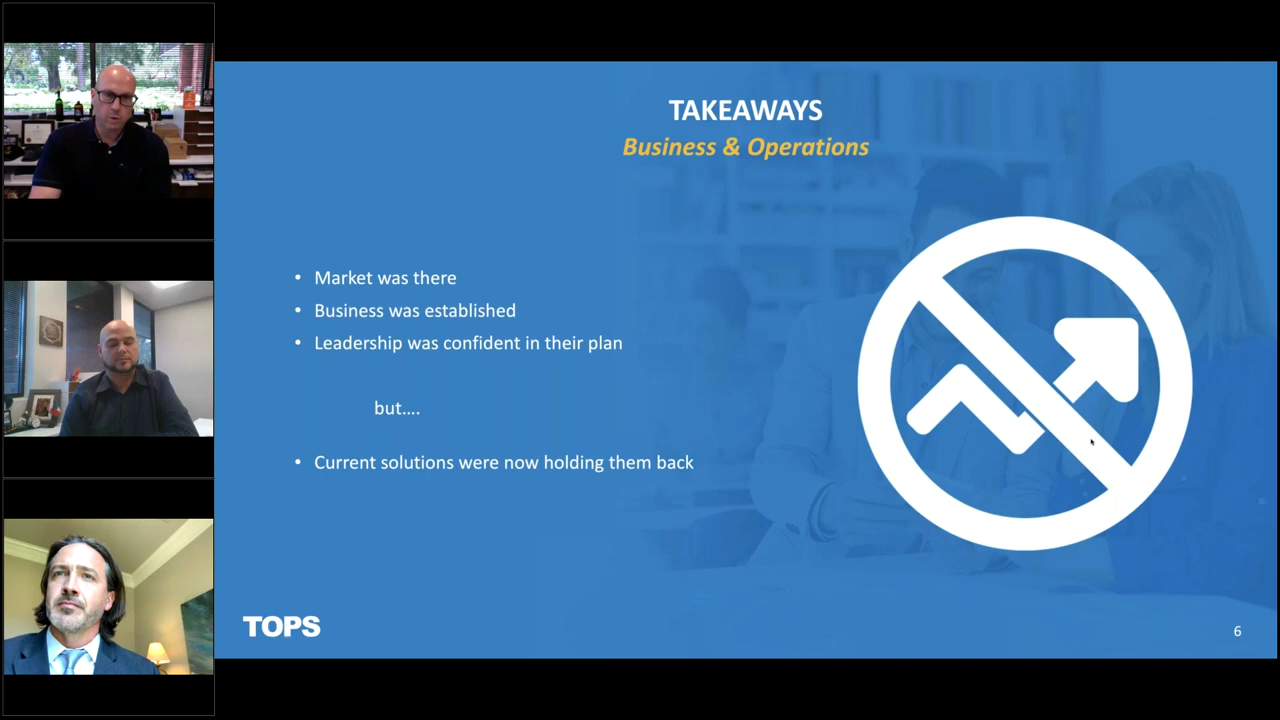 TAKEAWAYS
Business & Operations
• Market was there
• Business was established
• Leadership was confident in their plan
but....
• Current solutions were now holding them back
TOPS
6